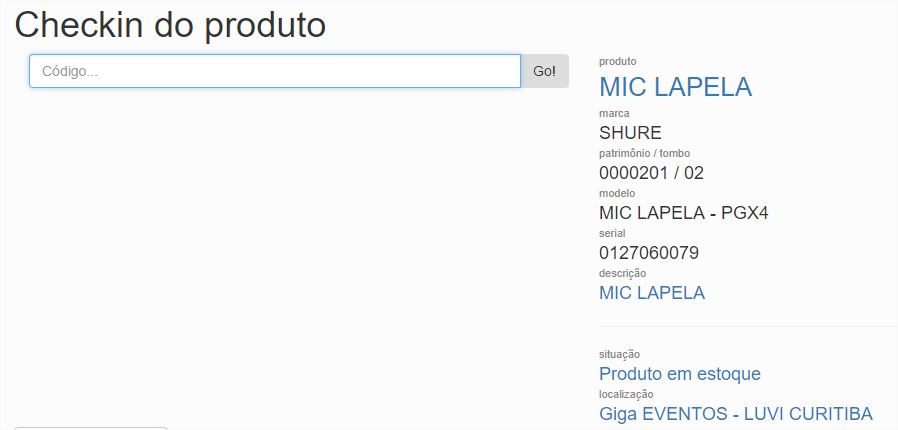 Checkin do produto
Código...
Go!
produto
MIC LAPELA
marca
SHURE
patrimônio / tombo
0000201 / 02
modelo
MIC LAPELA - PGX4
serial
0127060079
descrição
MIC LAPELA
situação
Produto em estoque
localização
Giga EVENTOS - LUVI CURITIBA